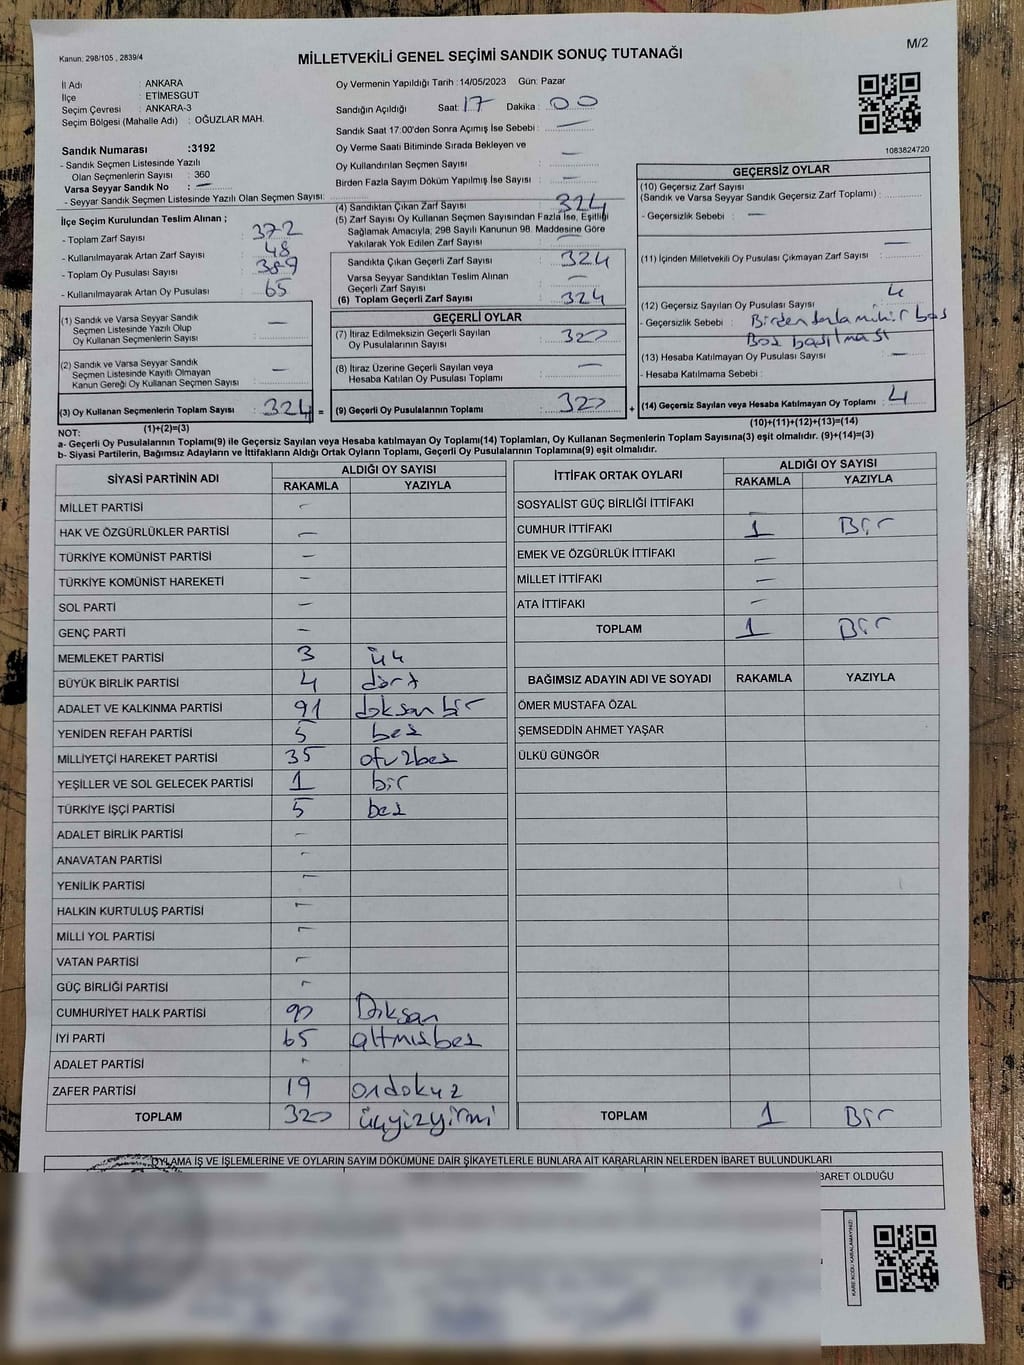 Kanun: 298/105 , 2839/4
MİLLETVEKİLİ GENEL SEÇİMİ SANDIK SONUÇ TUTANAĞI
M/2
İl Adı : ANKARA
İlçe : ETİMESGUT
Seçim Çevresi : ANKARA-3
Seçim Bölgesi (Mahalle Adı) : OĞUZLAR MAH.
Oy Vermenin Yapıldığı Tarih :14/05/2023 Gün: Pazar
Sandığın Açıldığı Saat: 17 Dakika : 00
Sandık Saat 17:00'den Sonra Açımış İse Sebebi : —
Oy Verme Saati Bitiminde Sırada Bekleyen ve
Oy Kullandırılan Seçmen Sayısı : —
Birden Fazla Sayım Döküm Yapılmış İse Sayısı : —
1083824720
Sandık Numarası :3192
- Sandık Seçmen Listesinde Yazılı
Olan Seçmenlerin Sayısı : 360
Varsa Seyyar Sandık No : —
- Seyyar Sandık Seçmen Listesinde Yazılı Olan Seçmen Sayısı:
İlçe Seçim Kurulundan Teslim Alınan ;
- Toplam Zarf Sayısı : 372
- Kullanılmayarak Artan Zarf Sayısı : 48
- Toplam Oy Pusulası Sayısı : 389
- Kullanılmayarak Artan Oy Pusulası : 65
(1) Sandık ve Varsa Seyyar Sandık
Seçmen Listesinde Yazılı Olup
Oy Kullanan Seçmenlerin Sayısı : —
(2) Sandık ve Varsa Seyyar Sandık
Seçmen Listesinde Kayıtlı Olmayan
Kanun Gereği Oy Kullanan Seçmen Sayısı : —
(3) Oy Kullanan Seçmenlerin Toplam Sayısı : 324 =
(1)+(2)=(3)
(4) Sandıktan Çıkan Zarf Sayısı : 324
(5) Zarf Sayısı Oy Kullanan Seçmen Sayısından Fazla İse, Eşitliği
Sağlamak Amacıyla, 298 Sayılı Kanunun 98. Maddesine Göre
Yakılarak Yok Edilen Zarf Sayısı :
Sandıkta Çıkan Geçerli Zarf Sayısı : 324
Varsa Seyyar Sandıktan Teslim Alınan
Geçerli Zarf Sayısı : —
(6) Toplam Geçerli Zarf Sayısı : 324
GEÇERLİ OYLAR
(7) İtiraz Edilmeksizin Geçerli Sayılan
Oy Pusulalarının Sayısı : 320
(8) İtiraz Üzerine Geçerli Sayılan veya
Hesaba Katılan Oy Pusulası Toplamı : —
(9) Geçerli Oy Pusulalarının Toplamı : 320 +
GEÇERSİZ OYLAR
(10) Geçersiz Zarf Sayısı
(Sandık ve Varsa Seyyar Sandık Geçersiz Zarf Toplamı) :
- Geçersizlik Sebebi : —
(11) İçinden Milletvekili Oy Pusulası Çıkmayan Zarf Sayısı : —
(12) Geçersiz Sayılan Oy Pusulası Sayısı : 4
- Geçersizlik Sebebi : Birden fazla mühür bas
Boş basılması
(13) Hesaba Katılmayan Oy Pusulası Sayısı : —
- Hesaba Katılmama Sebebi :
(14) Geçersiz Sayılan veya Hesaba Katılmayan Oy Toplamı : 4
(10)+(11)+(12)+(13)=(14)
NOT:
a- Geçerli Oy Pusulalarının Toplamı(9) ile Geçersiz Sayılan veya Hesaba katılmayan Oy Toplamı(14) Toplamları, Oy Kullanan Seçmenlerin Toplam Sayısına(3) eşit olmalıdır. (9)+(14)=(3)
b- Siyasi Partilerin, Bağımsız Adayların ve İttifakların Aldığı Ortak Oyların Toplamı, Geçerli Oy Pusulalarının Toplamına(9) eşit olmalıdır.
SİYASİ PARTİNİN ADI ALDIĞI OY SAYISI
RAKAMLA YAZIYLA
MİLLET PARTİSİ —
HAK VE ÖZGÜRLÜKLER PARTİSİ —
TÜRKİYE KOMÜNİST PARTİSİ —
TÜRKİYE KOMÜNİST HAREKETİ —
SOL PARTİ —
GENÇ PARTİ —
MEMLEKET PARTİSİ 3 üç
BÜYÜK BİRLİK PARTİSİ 4 dört
ADALET VE KALKINMA PARTİSİ 91 doksan bir
YENİDEN REFAH PARTİSİ 5 beş
MİLLİYETÇİ HAREKET PARTİSİ 35 otuzbeş
YEŞİLLER VE SOL GELECEK PARTİSİ 1 bir
TÜRKİYE İŞÇİ PARTİSİ 5 beş
ADALET BİRLİK PARTİSİ —
ANAVATAN PARTİSİ —
YENİLİK PARTİSİ —
HALKIN KURTULUŞ PARTİSİ —
MİLLİ YOL PARTİSİ —
VATAN PARTİSİ —
GÜÇ BİRLİĞİ PARTİSİ —
CUMHURİYET HALK PARTİSİ 90 Doksan
İYİ PARTİ 65 altmışbeş
ADALET PARTİSİ -
ZAFER PARTİSİ 19 ondokuz
TOPLAM 320 üçyüzyirmi
İTTİFAK ORTAK OYLARI ALDIĞI OY SAYISI
RAKAMLA YAZIYLA
SOSYALİST GÜÇ BİRLİĞİ İTTİFAKI —
CUMHUR İTTİFAKI 1 Bir
EMEK VE ÖZGÜRLÜK İTTİFAKI —
MİLLET İTTİFAKI —
ATA İTTİFAKI —
TOPLAM 1 Bir
BAĞIMSIZ ADAYIN ADI VE SOYADI RAKAMLA YAZIYLA
ÖMER MUSTAFA ÖZAL
ŞEMSEDDİN AHMET YAŞAR
ÜLKÜ GÜNGÖR
TOPLAM 1 Bir
OYLAMA İŞ VE İŞLEMLERİNE VE OYLARIN SAYIM DÖKÜMÜNE DAİR ŞİKAYETLERLE BUNLARA AİT KARARLARIN NELERDEN İBARET BULUNDUKLARI
BARET OLDUĞU
KARE KODU KARALAMAYINIZ!